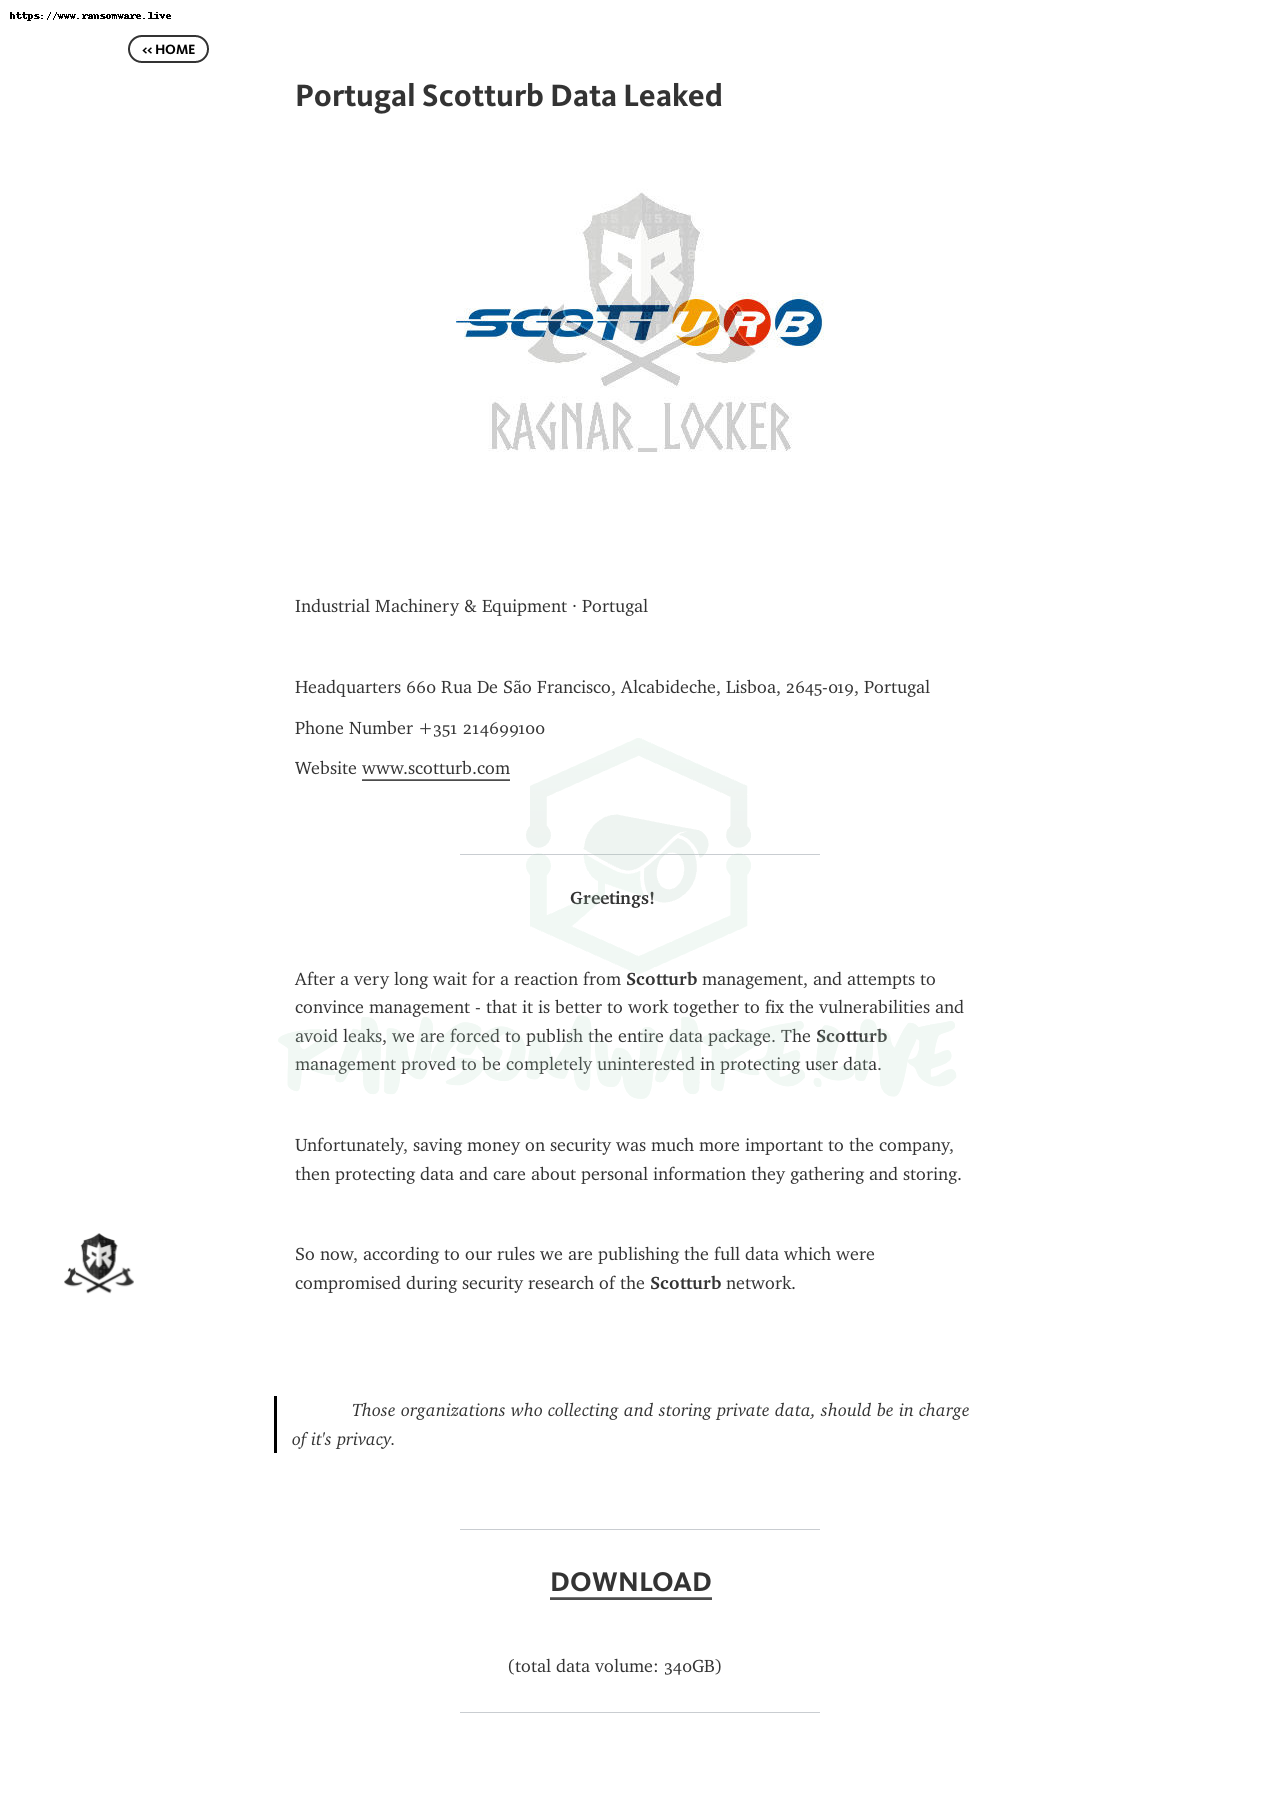 https://www.ransomware.live
<< HOME
Portugal Scotturb Data Leaked
SCOTTURB
RAGNAR_LOCKER
Industrial Machinery & Equipment · Portugal
Headquarters 660 Rua De São Francisco, Alcabideche, Lisboa, 2645-019, Portugal
Phone Number +351 214699100
Website www.scotturb.com
Greetings!
After a very long wait for a reaction from Scotturb management, and attempts to
convince management - that it is better to work together to fix the vulnerabilities and
avoid leaks, we are forced to publish the entire data package. The Scotturb
management proved to be completely uninterested in protecting user data.
RANSOMWARE.LIVE
Unfortunately, saving money on security was much more important to the company,
then protecting data and care about personal information they gathering and storing.
So now, according to our rules we are publishing the full data which were
compromised during security research of the Scotturb network.
Those organizations who collecting and storing private data, should be in charge
of it's privacy.
DOWNLOAD
(total data volume: 340GB)